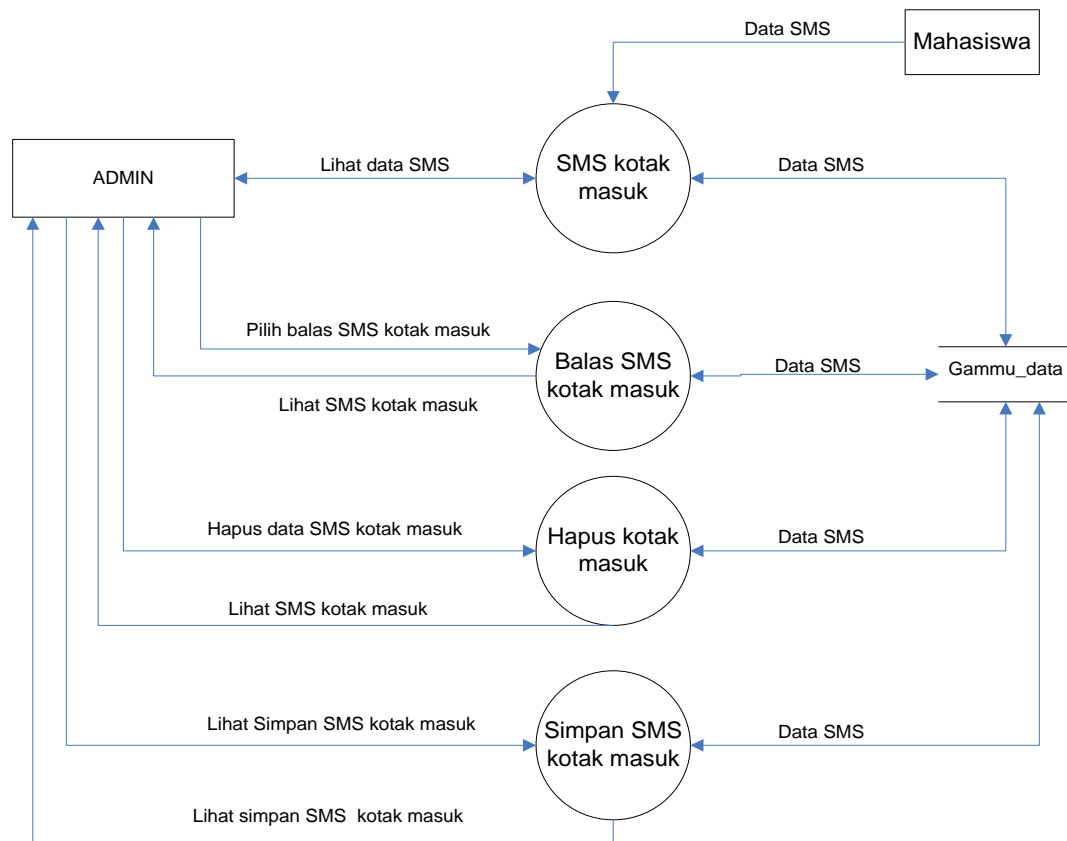 Data SMS
Mahasiswa
ADMIN
Lihat data SMS
SMS kotak
masuk
Data SMS
Pilih balas SMS kotak masuk
Balas SMS
kotak masuk
Data SMS
Gammu_data
Lihat SMS kotak masuk
Hapus data SMS kotak masuk
Hapus kotak
masuk
Data SMS
Lihat SMS kotak masuk
Lihat Simpan SMS kotak masuk
Simpan SMS
kotak masuk
Data SMS
Lihat simpan SMS  kotak masuk